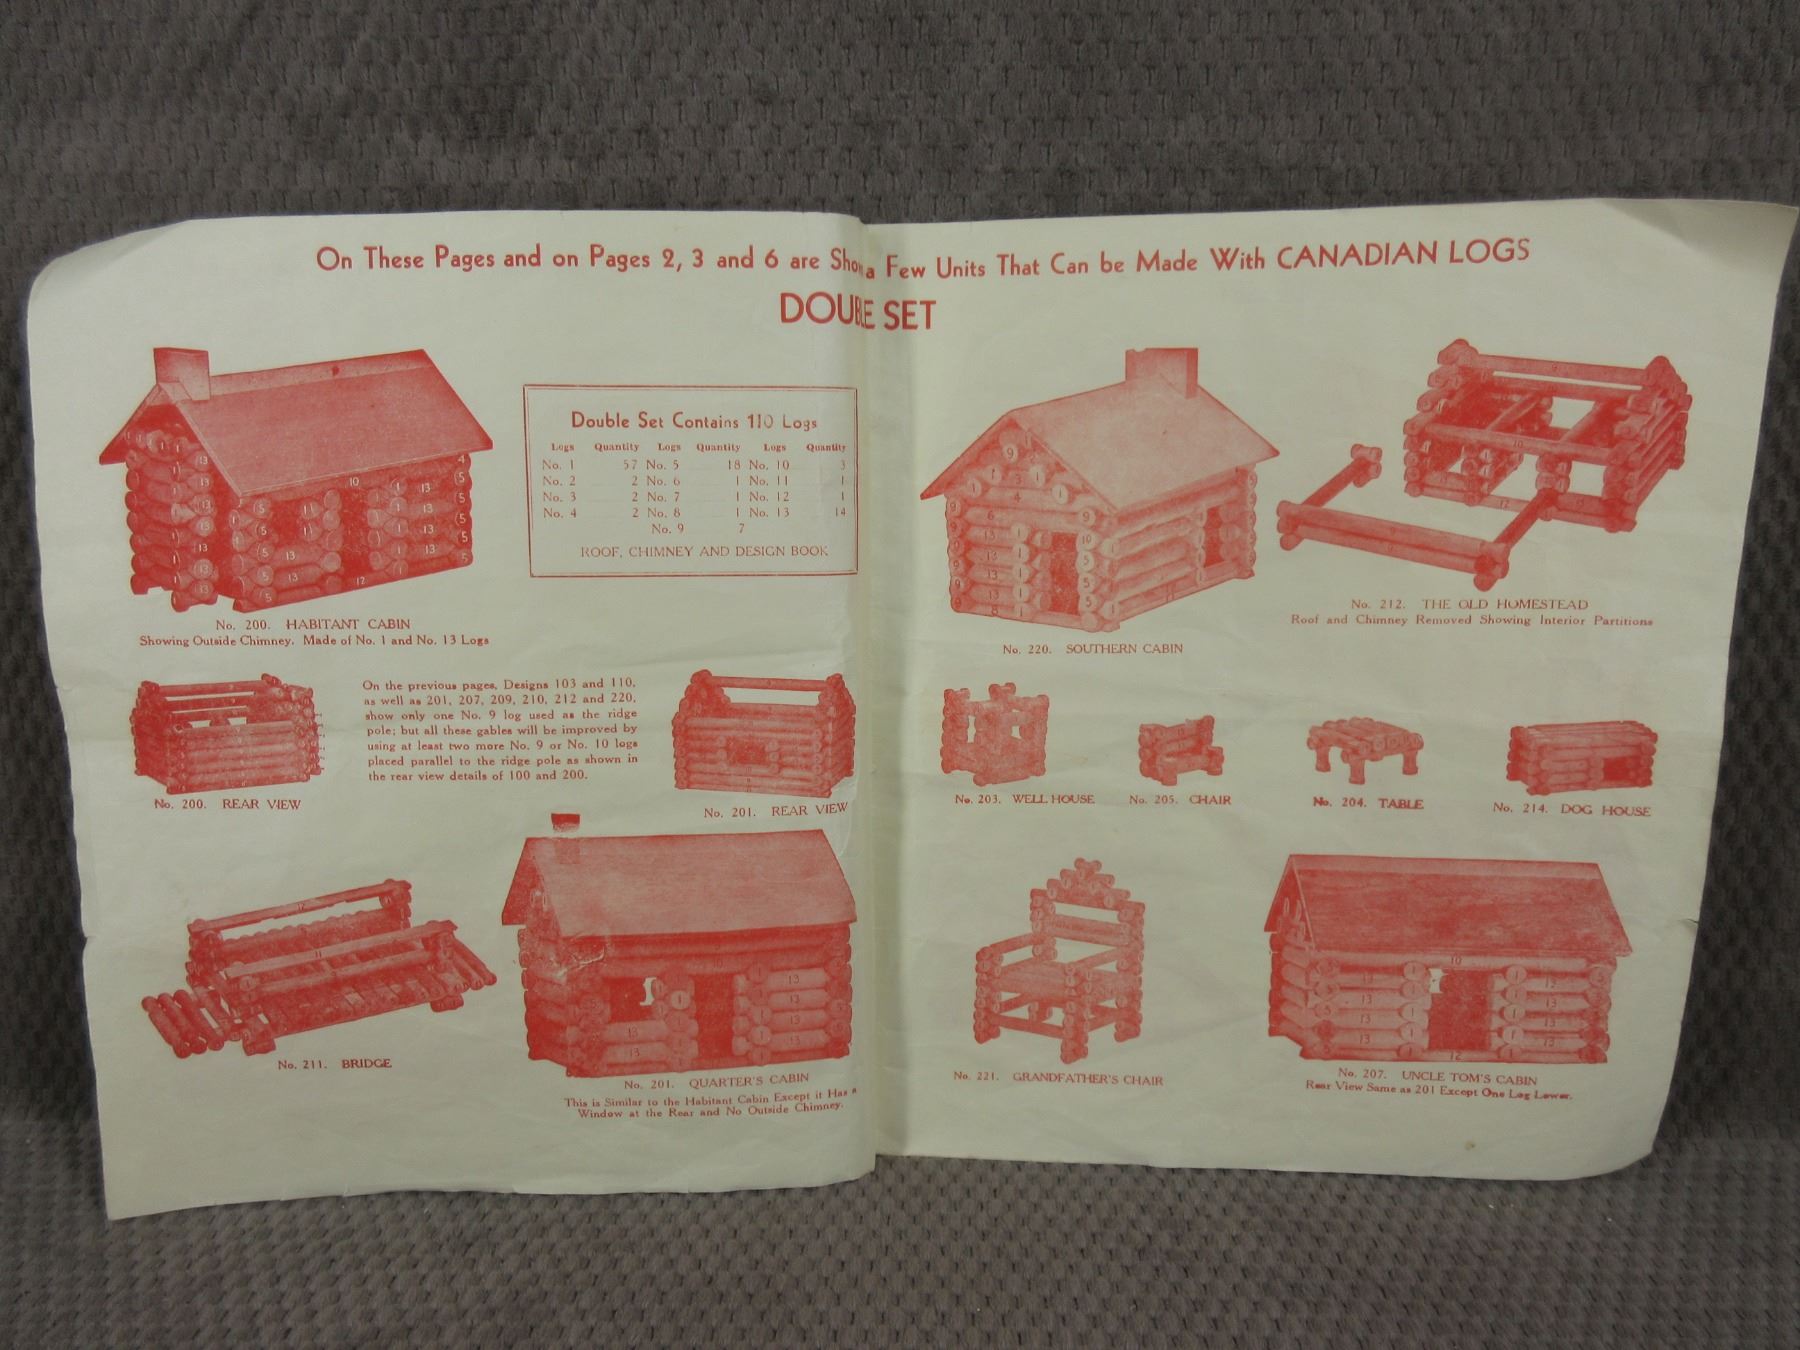 On These Pages and on Pages 2, 3 and 6 are Shown a Few Units That Can be Made With CANADIAN LOGS
DOUBLE SET
Double Set Contains 110 Logs
Logs Quantity Logs Quantity Logs Quantity
No. 1 57 No. 5 18 No. 10 3
No. 2 2 No. 6 1 No. 11 1
No. 3 2 No. 7 1 No. 12 1
No. 4 2 No. 8 1 No. 13 14
No. 9 7
ROOF, CHIMNEY AND DESIGN BOOK
No. 200. HABITANT CABIN
Showing Outside Chimney. Made of No. 1 and No. 13 Logs
No. 220. SOUTHERN CABIN
No. 212. THE OLD HOMESTEAD
Roof and Chimney Removed Showing Interior Partitions
No. 200. REAR VIEW
On the previous pages, Designs 103 and 110,
as well as 201, 207, 209, 210, 212 and 220,
show only one No. 9 log used as the ridge
pole; but all these gables will be improved by
using at least two more No. 9 or No. 10 logs
placed parallel to the ridge pole as shown in
the rear view details of 100 and 200.
No. 201. REAR VIEW
No. 203. WELL HOUSE
No. 205. CHAIR
No. 204. TABLE
No. 214. DOG HOUSE
No. 211. BRIDGE
No. 201. QUARTER'S CABIN
This is Similar to the Habitant Cabin Except it Has a
Window at the Rear and No Outside Chimney.
No. 221. GRANDFATHER'S CHAIR
No. 207. UNCLE TOM'S CABIN
Rear View Same as 201 Except One Log Lower.